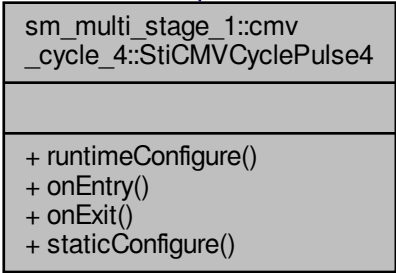 sm_multi_stage_1::cmv
_cycle_4::StiCMVCyclePulse4
+ runtimeConfigure()
+ onEntry()
+ onExit()
+ staticConfigure()